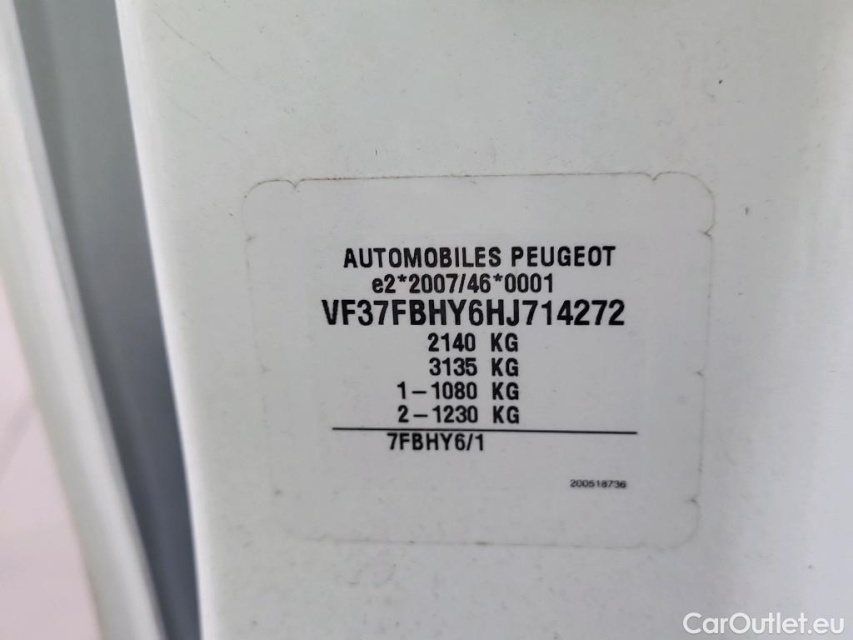 AUTOMOBILES PEUGEOT
e2*2007/46*0001
VF37FBHY6HJ714272
2140 KG
3135 KG
1-1080 KG
2-1230 KG
7FBHY6/1
200518736
CarOutlet.eu